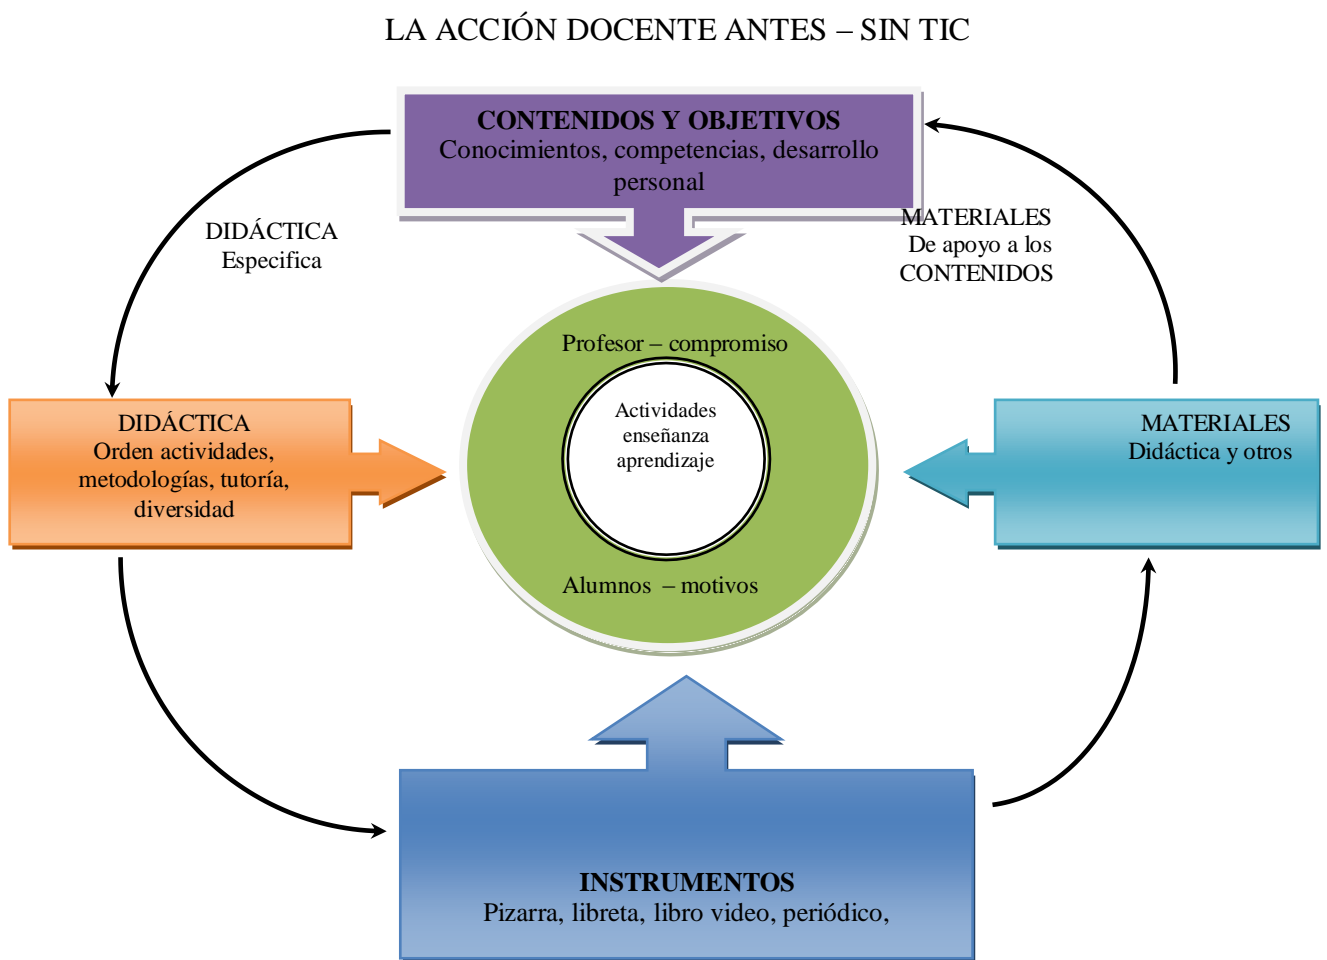 LA ACCIÓN DOCENTE ANTES – SIN TIC
CONTENIDOS Y OBJETIVOS
Conocimientos, competencias, desarrollo
personal
DIDÁCTICA
Especifica
MATERIALES
De apoyo a los
CONTENIDOS
Profesor – compromiso
Actividades
enseñanza
aprendizaje
Alumnos – motivos
DIDÁCTICA
Orden actividades,
metodologías, tutoría,
diversidad
MATERIALES
Didáctica y otros
INSTRUMENTOS
Pizarra, libreta, libro video, periódico,